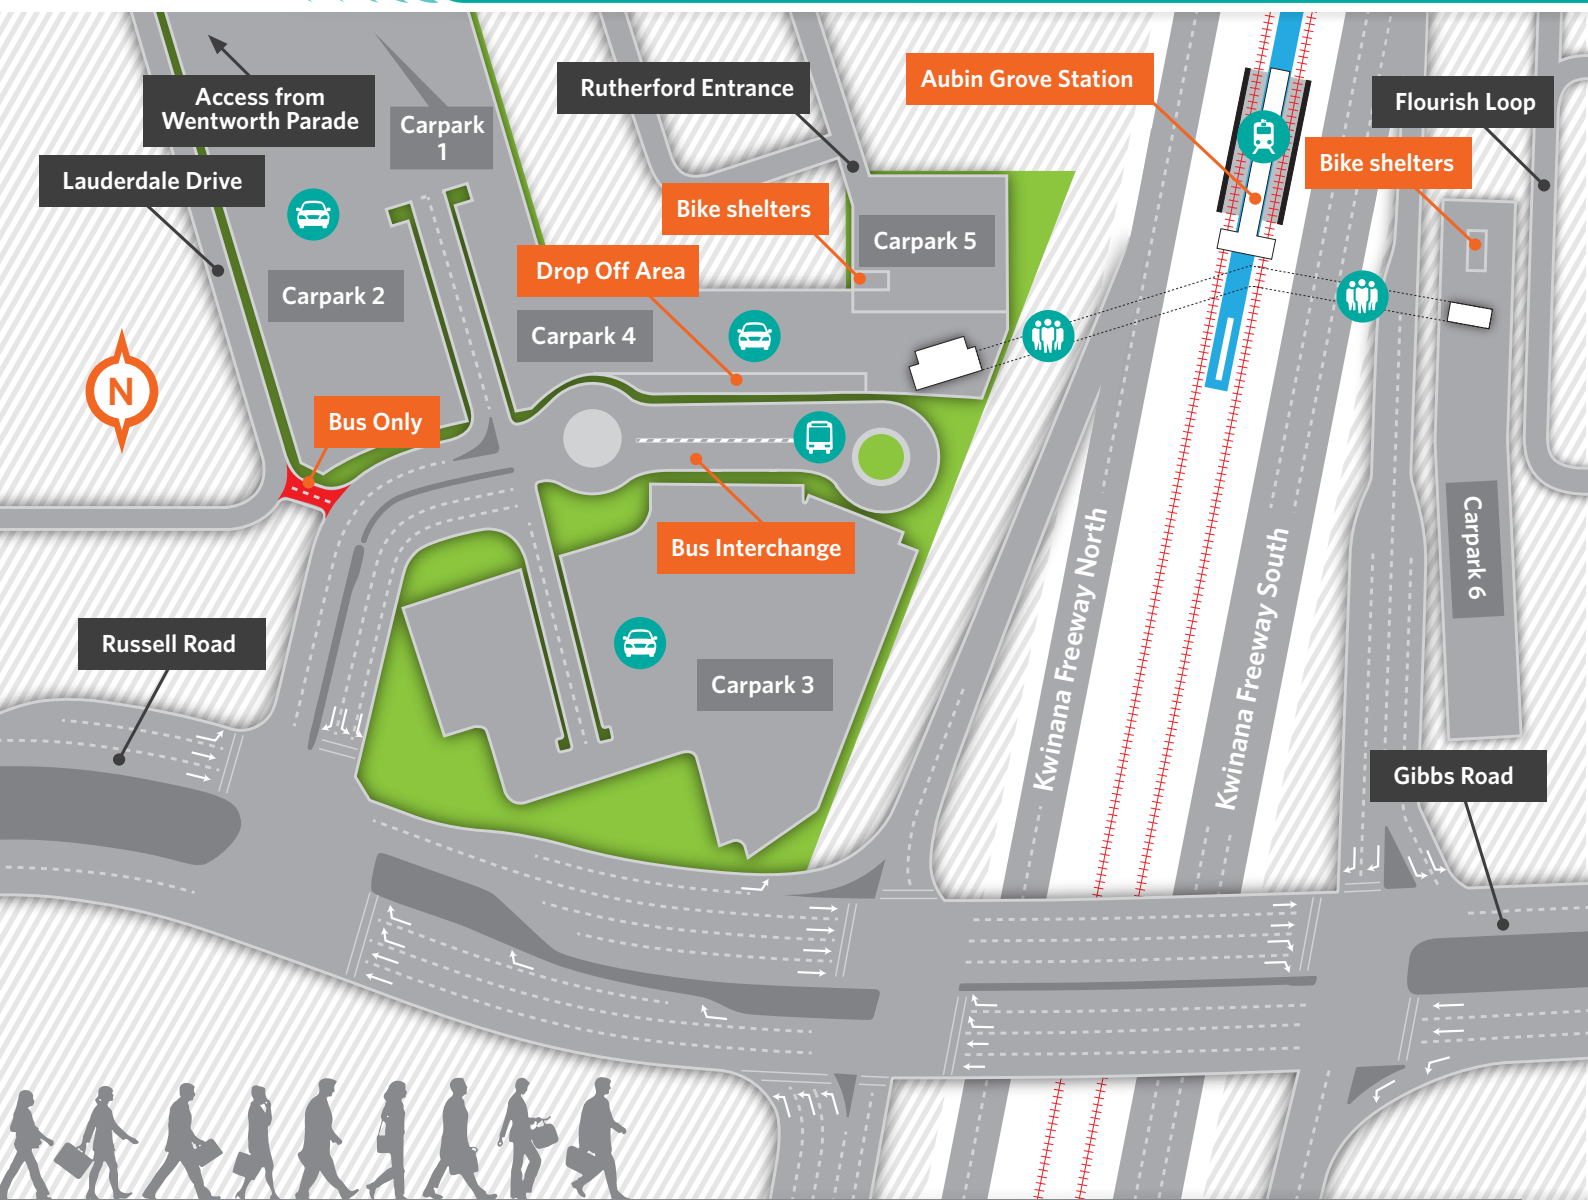 Access from
Wentworth Parade
Carpark
1
Rutherford Entrance
Aubin Grove Station
Flourish Loop
Bike shelters
Lauderdale Drive
Bike shelters
Carpark 5
Drop Off Area
Carpark 2
Carpark 4
N
Bus Only
Bus Interchange
Carpark 6
Kwinana Freeway North
Kwinana Freeway South
Russell Road
Carpark 3
Gibbs Road